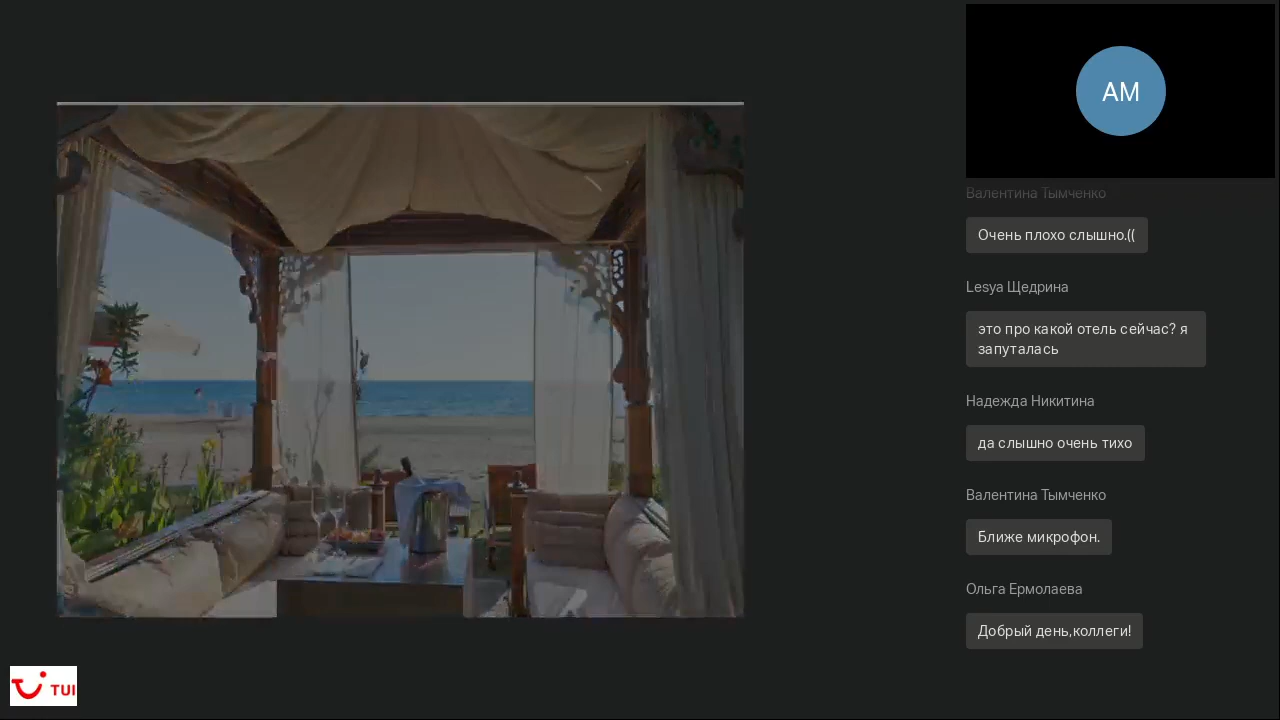 AM
Валентина Тымченко
Очень плохо слышно.((
Lesya Щедрина
это про какой отель сейчас? я
запуталась
Надежда Никитина
да слышно очень тихо
Валентина Тымченко
Ближе микрофон.
Ольга Ермолаева
Добрый день,коллеги!
TUI